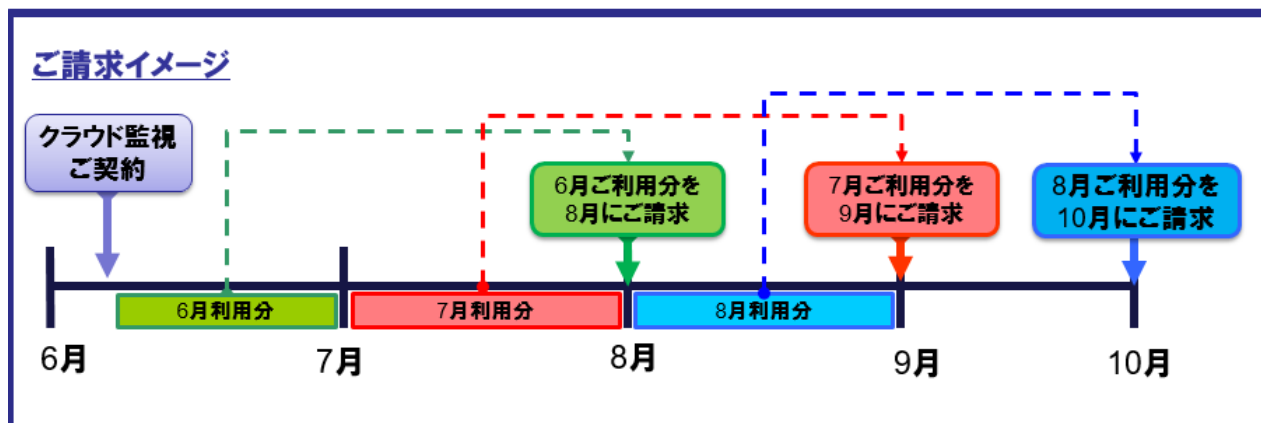 ご請求イメージ
クラウド監視
ご契約
6月ご利用分を
8月にご請求
7月ご利用分を
9月にご請求
8月ご利用分を
10月にご請求
6月利用分
7月利用分
8月利用分
6月
7月
8月
9月
10月